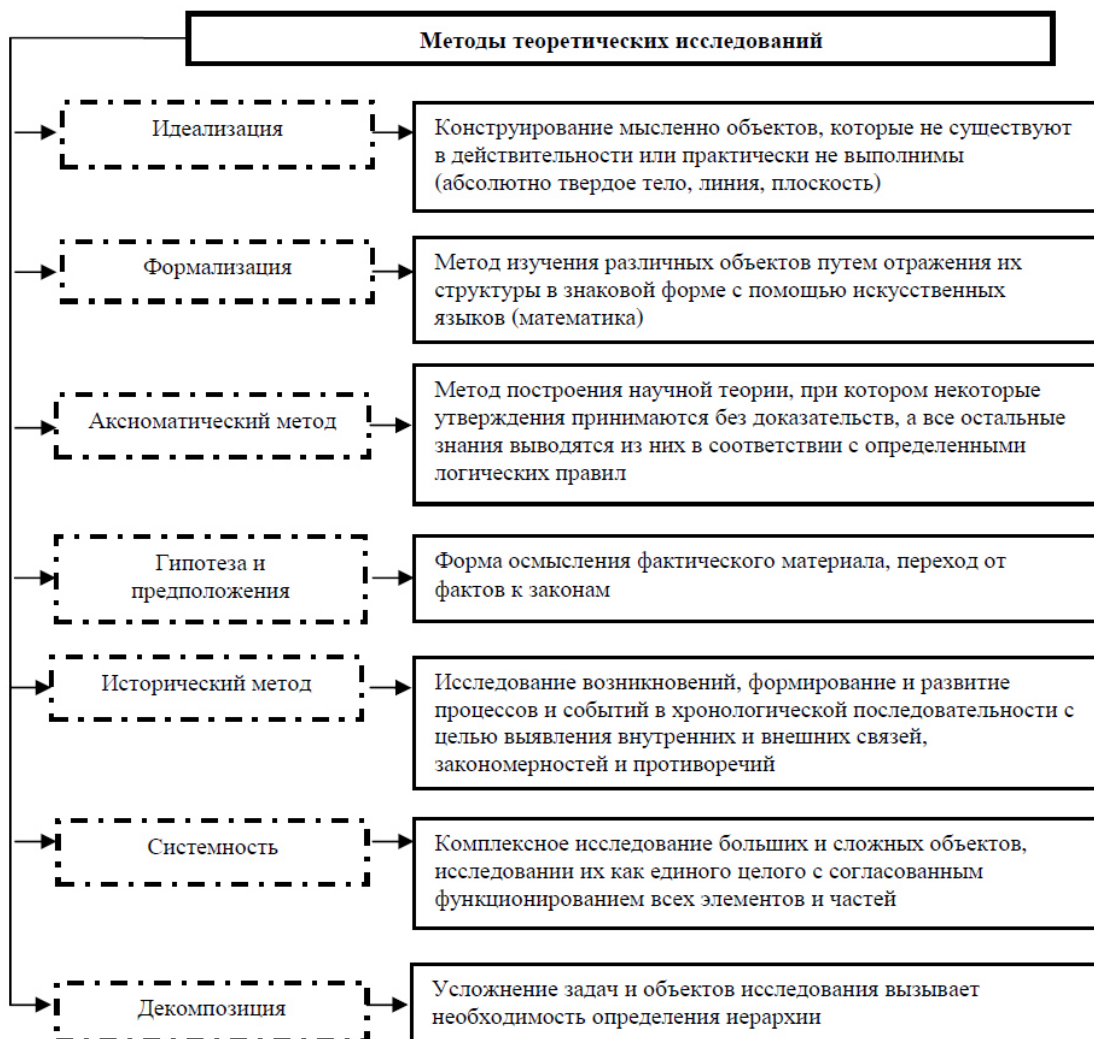 Методы теоретических исследований
Идеализация
Конструирование мысленно объектов, которые не существуют
в действительности или практически не выполнимы
(абсолютно твердое тело, линия, плоскость)
Формализация
Метод изучения различных объектов путем отражения их
структуры в знаковой форме с помощью искусственных
языков (математика)
Аксиоматический метод
Метод построения научной теории, при котором некоторые
утверждения принимаются без доказательств, а все остальные
знания выводятся из них в соответствии с определенными
логических правил
Гипотеза и
предположения
Форма осмысления фактического материала, переход от
фактов к законам
Исторический метод
Исследование возникновений, формирование и развитие
процессов и событий в хронологической последовательности с
целью выявления внутренних и внешних связей,
закономерностей и противоречий
Системность
Комплексное исследование больших и сложных объектов,
исследовании их как единого целого с согласованным
функционированием всех элементов и частей
Декомпозиция
Усложнение задач и объектов исследования вызывает
необходимость определения иерархии